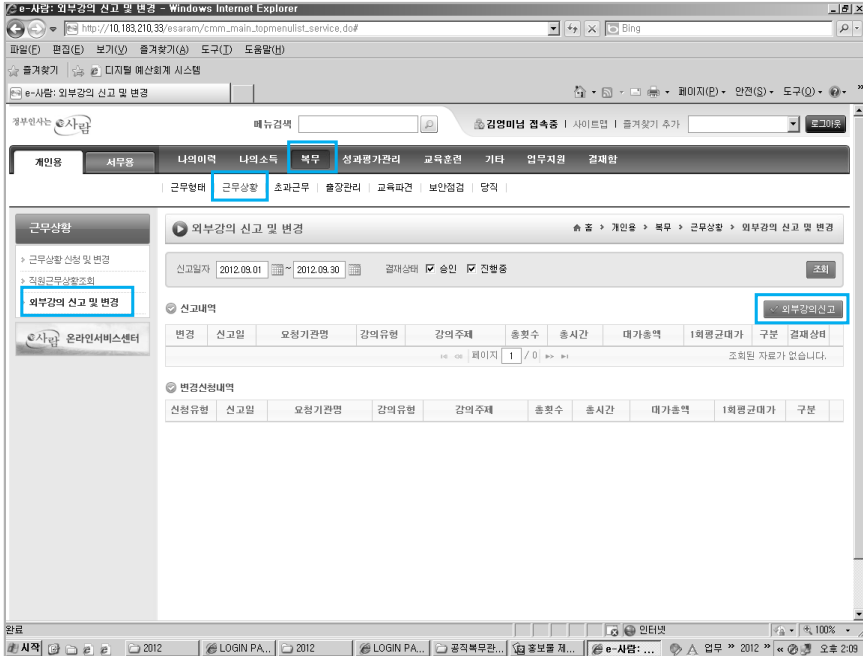 e-사람: 외부강의 신고 및 변경 - Windows Internet Explorer
http://10,183,210,33/esaram/cmm_main_topmenulist_service,do#
Bing
파일(F) 편집(E) 보기(V) 즐겨찾기(A) 도구(T) 도움말(H)
즐겨찾기 디지털 예산회계 시스템
e-사람: 외부강의 신고 및 변경
페이지(P) 안전(S) 도구(O) »
정부인사는 e사람 메뉴검색 김영미님 접속중 | 사이트맵 | 즐겨찾기 추가 로그아웃
개인용 서무용 나의이력 나의소득 복무 성과평가관리 교육훈련 기타 업무지원 결재함
근무형태 | 근무상황 | 초과근무 | 출장관리 | 교육파견 | 보안점검 | 당직 |
근무상황
외부강의 신고 및 변경
홈 > 개인용 > 복무 > 근무상황 > 외부강의 신고 및 변경
> 근무상황 신청 및 변경
> 직원근무상황조회
> 외부강의 신고 및 변경
e사람 온라인서비스센터
신고일자 2012.09.01 ~ 2012.09.30 결재상태 승인 진행중 조회
신고내역 외부강의신고
변경 신고일 요청기관명 강의유형 강의주제 총횟수 총시간 대가총액 1회평균대가 구분 결재상태
페이지 1 / 0 조회된 자료가 없습니다.
변경신청내역
신청유형 신고일 요청기관명 강의유형 강의주제 총횟수 총시간 대가총액 1회평균대가 구분
완료 인터넷 100%
시작 2012 LOGIN PA... 2012 LOGIN PA... 공직복무관... 홍보물 제... e-사람: ... A 업무 » 2012 » « 오후 2:09